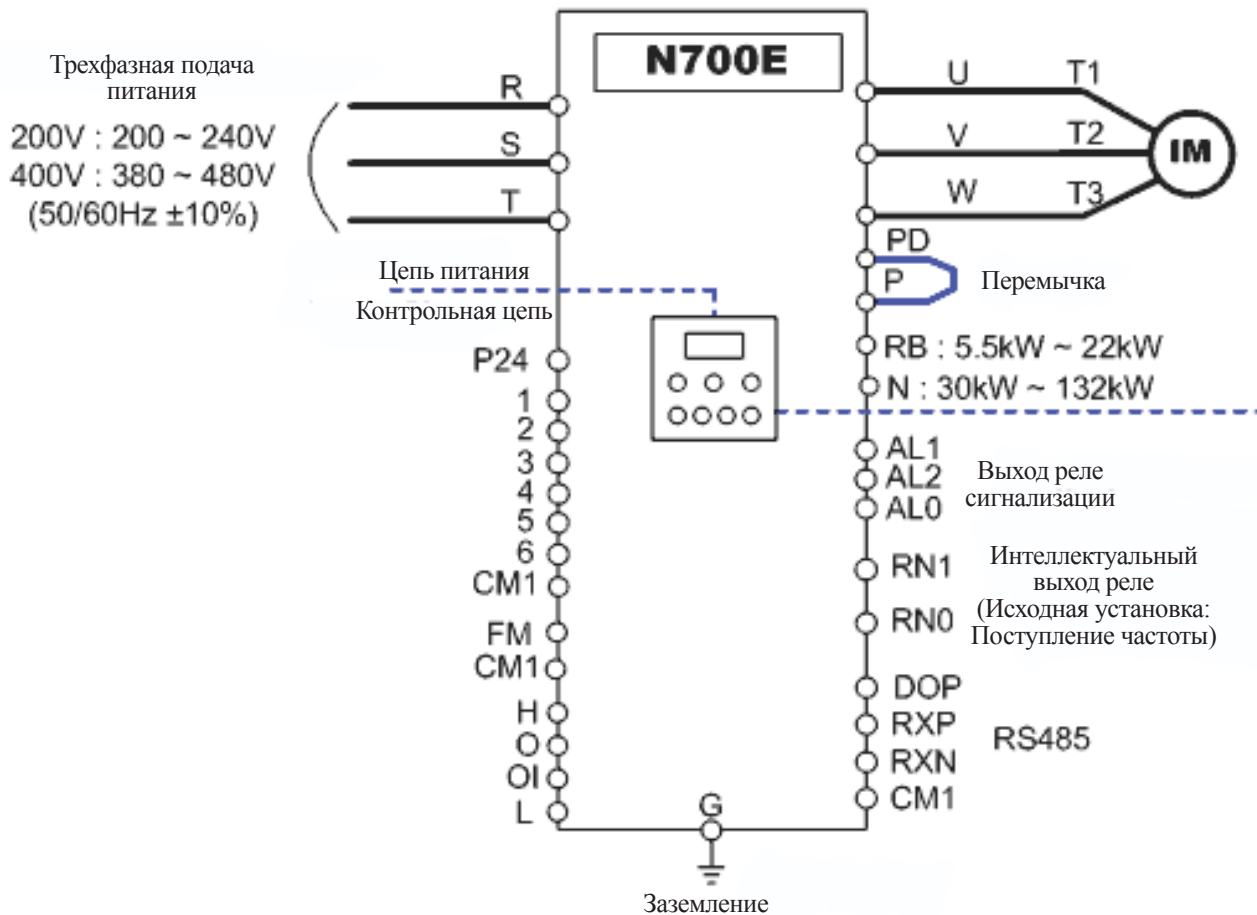 N700E
Трехфазная подача
питания
200V : 200 ~ 240V
400V : 380 ~ 480V
(50/60Hz ±10%)
R
S
T
U
T1
V
T2
W
T3
IM
PD
P
Перемычка
Цепь питания
Контрольная цепь
RB : 5.5kW ~ 22kW
N : 30kW ~ 132kW
P24
1
2
3
4
5
6
CM1
FM
CM1
H
O
OI
L
AL1
AL2
AL0
Выход реле
сигнализации
RN1
RN0
Интеллектуальный
выход реле
(Исходная установка:
Поступление частоты)
DOP
RXP
RXN
CM1
RS485
G
Заземление